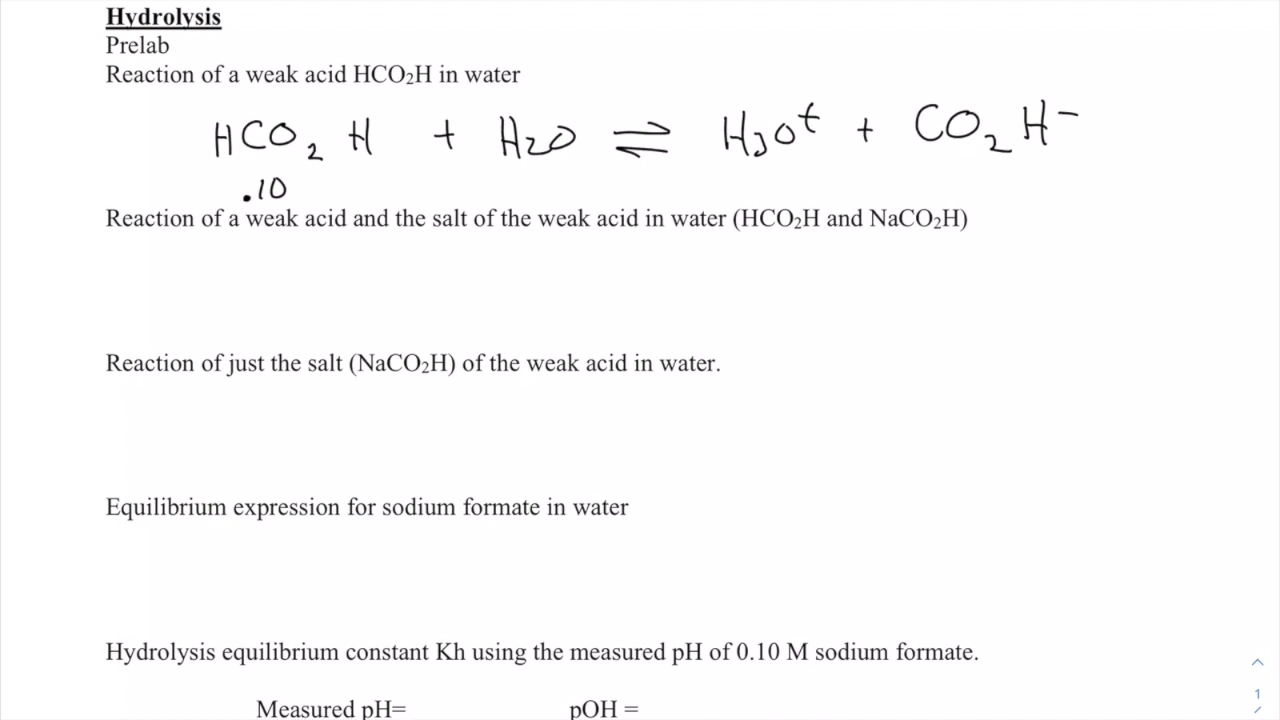 Hydrolysis
Prelab
Reaction of a weak acid HCO₂H in water
HCO₂H + H₂O ⇌ H₃O⁺ + CO₂H⁻
.10
Reaction of a weak acid and the salt of the weak acid in water (HCO₂H and NaCO₂H)
Reaction of just the salt (NaCO₂H) of the weak acid in water.
Equilibrium expression for sodium formate in water
Hydrolysis equilibrium constant Kh using the measured pH of 0.10 M sodium formate.
Measured pH= pOH =
1